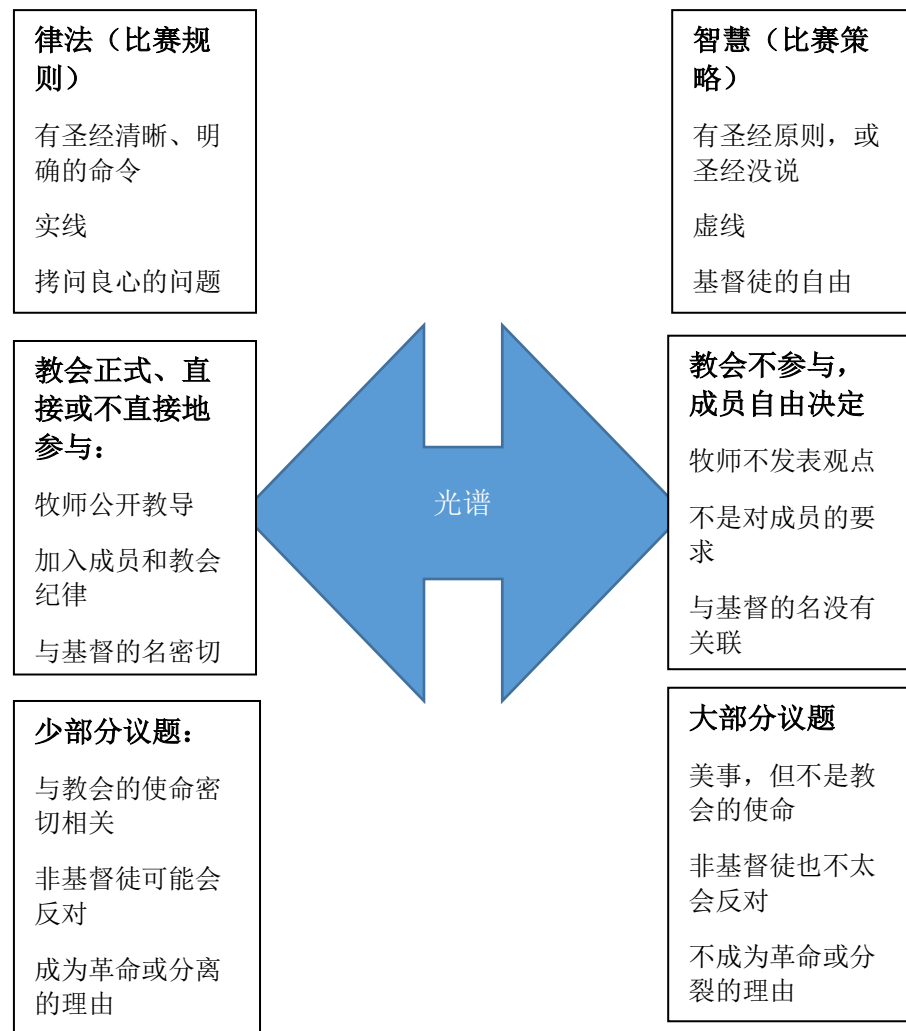 律法（比赛规
则）
有圣经清晰、明
确的命令
实线
拷问良心的问题
智慧（比赛策
略）
有圣经原则，或
圣经没说
虚线
基督徒的自由
教会正式、直
接或不直接地
参与：
牧师公开教导
加入成员和教会
纪律
与基督的名密切
光谱
教会不参与，
成员自由决定
牧师不发表观点
不是对成员的要
求
与基督的名没有
关联
少部分议题：
与教会的使命密
切相关
非基督徒可能会
反对
成为革命或分离
的理由
大部分议题
美事，但不是教
会的使命
非基督徒也不太
会反对
不成为革命或分
裂的理由